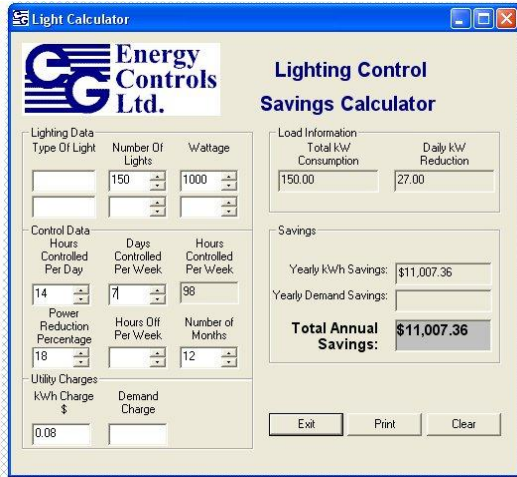 Light Calculator
Energy
Controls
Ltd.
Lighting Control
Savings Calculator
Lighting Data
Type Of Light
Number Of
Lights
Wattage
150
1000
Control Data
Hours
Controlled
Per Day
Days
Controlled
Per Week
Hours
Controlled
Per Week
14
7
98
Power
Reduction
Percentage
Hours Off
Per Week
Number of
Months
18
12
Utility Charges
kWh Charge
$
Demand
Charge
0.08
Load Information
Total kW
Consumption
Daily kW
Reduction
150.00
27.00
Savings
Yearly kWh Savings:
$11,007.36
Yearly Demand Savings:
Total Annual
Savings:
$11,007.36
Exit
Print
Clear